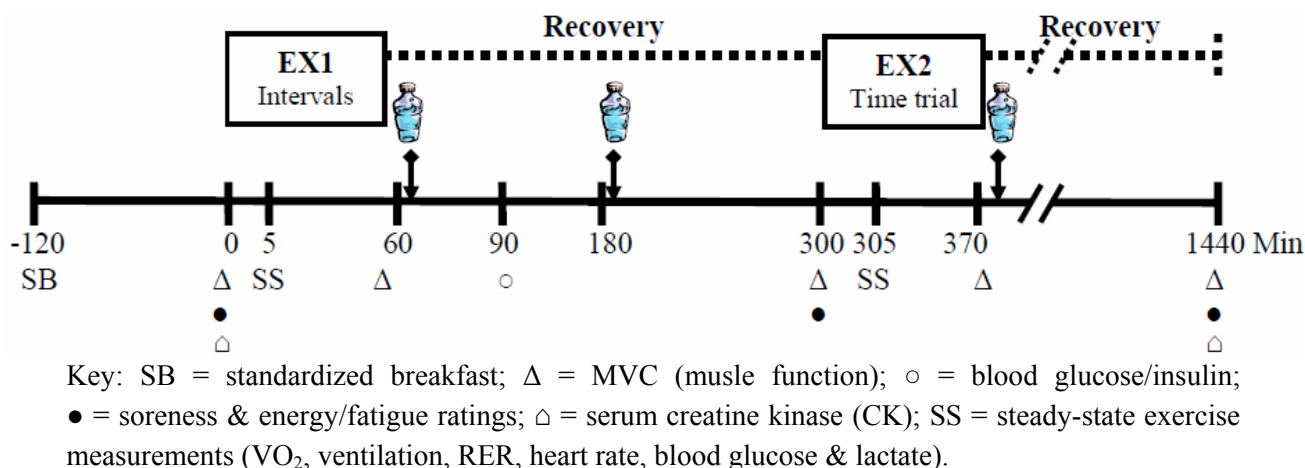 Recovery
Recovery
EX1
Intervals
EX2
Time trial
-120 0 5 60 90 180 300 305 370 1440 Min
SB Δ SS Δ ○ Δ SS Δ Δ
● ● ●
⌂ ⌂
Key: SB = standardized breakfast; Δ = MVC (musle function); ○ = blood glucose/insulin;
● = soreness & energy/fatigue ratings; ⌂ = serum creatine kinase (CK); SS = steady-state exercise
measurements (VO₂, ventilation, RER, heart rate, blood glucose & lactate).